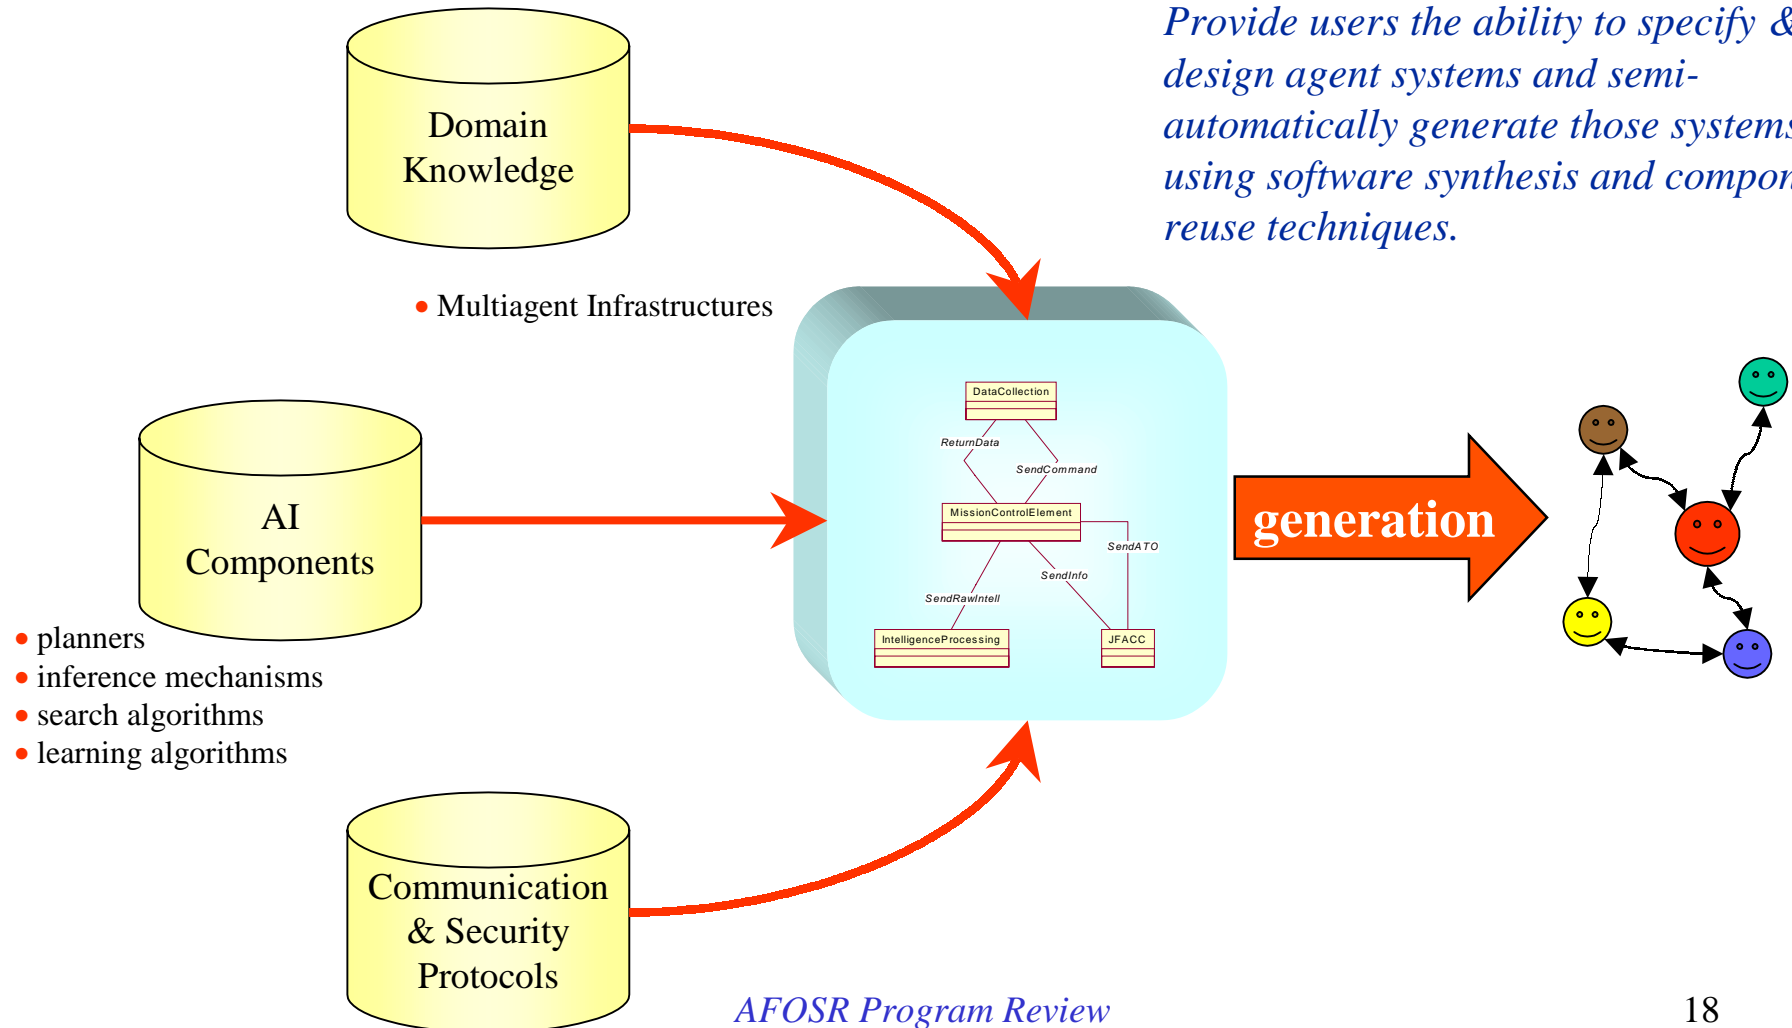 Provide users the ability to specify &
design agent systems and semi-
automatically generate those systems
using software synthesis and compon
reuse techniques.
Domain
Knowledge
• Multiagent Infrastructures
DataCollection
ReturnData
SendCommand
MissionControlElement
SendATO
SendInfo
SendRawIntell
IntelligenceProcessing
JFACC
generation
AI
Components
• planners
• inference mechanisms
• search algorithms
• learning algorithms
Communication
& Security
Protocols
AFOSR Program Review
18